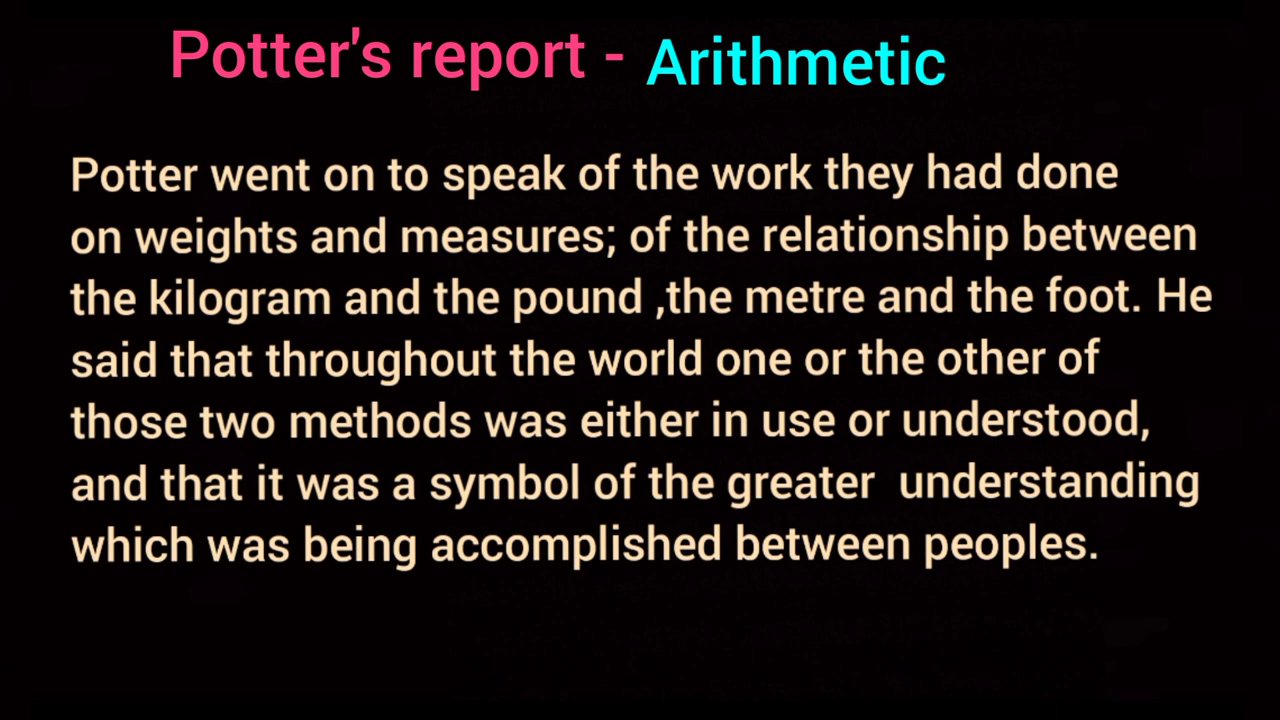 Potter's report - Arithmetic
Potter went on to speak of the work they had done
on weights and measures; of the relationship between
the kilogram and the pound ,the metre and the foot. He
said that throughout the world one or the other of
those two methods was either in use or understood,
and that it was a symbol of the greater  understanding
which was being accomplished between peoples.